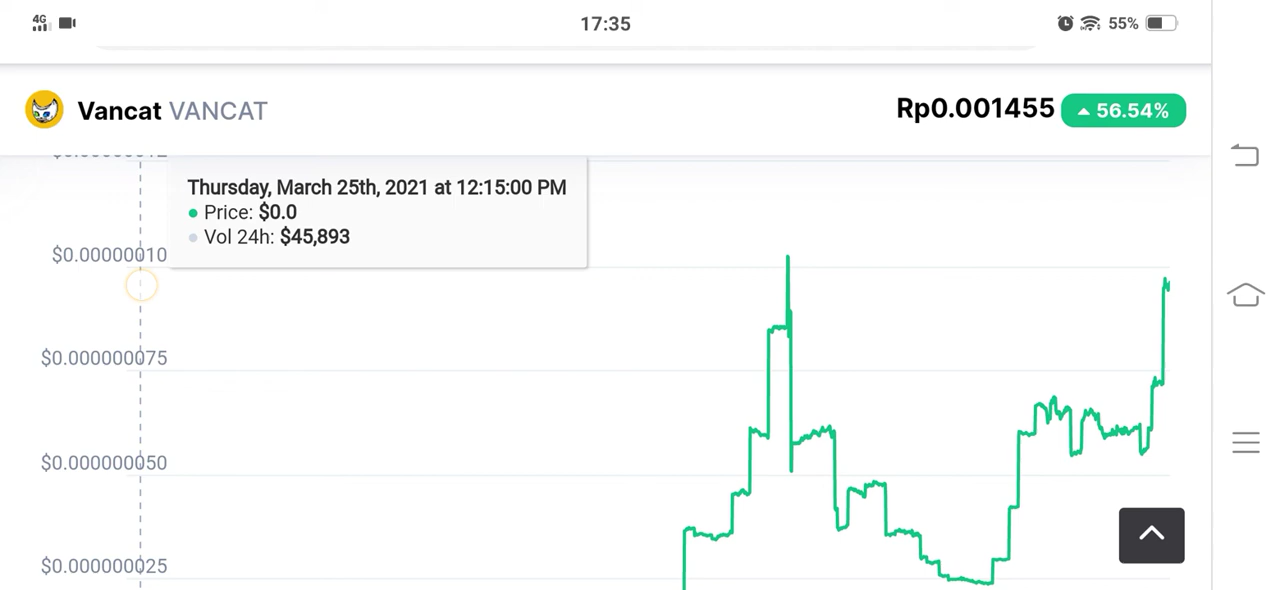 4G 17:35 55%
Vancat VANCAT Rp0.001455 56.54%
Thursday, March 25th, 2021 at 12:15:00 PM
Price: $0.0
Vol 24h: $45,893
$0.00000010
$0.000000075
$0.000000050
$0.000000025